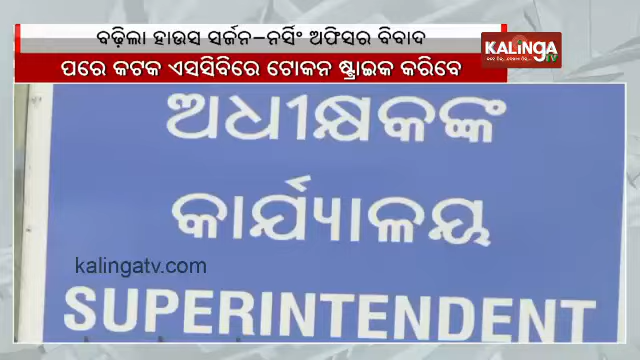 ବଢ଼ିଲା ହାଉସ ସର୍ଜନ-ନର୍ସିଂ ଅଫିସର ବିବାଦ
ପରେ କଟକ ଏସସିବିରେ ଟୋକନ ଷ୍ଟ୍ରାଇକ କରିବେ
KALINGA
TV
ଅଧୀକ୍ଷକଙ୍କ
କାର୍ଯ୍ୟାଳୟ
kalingatv.com
SUPERINTENDENT